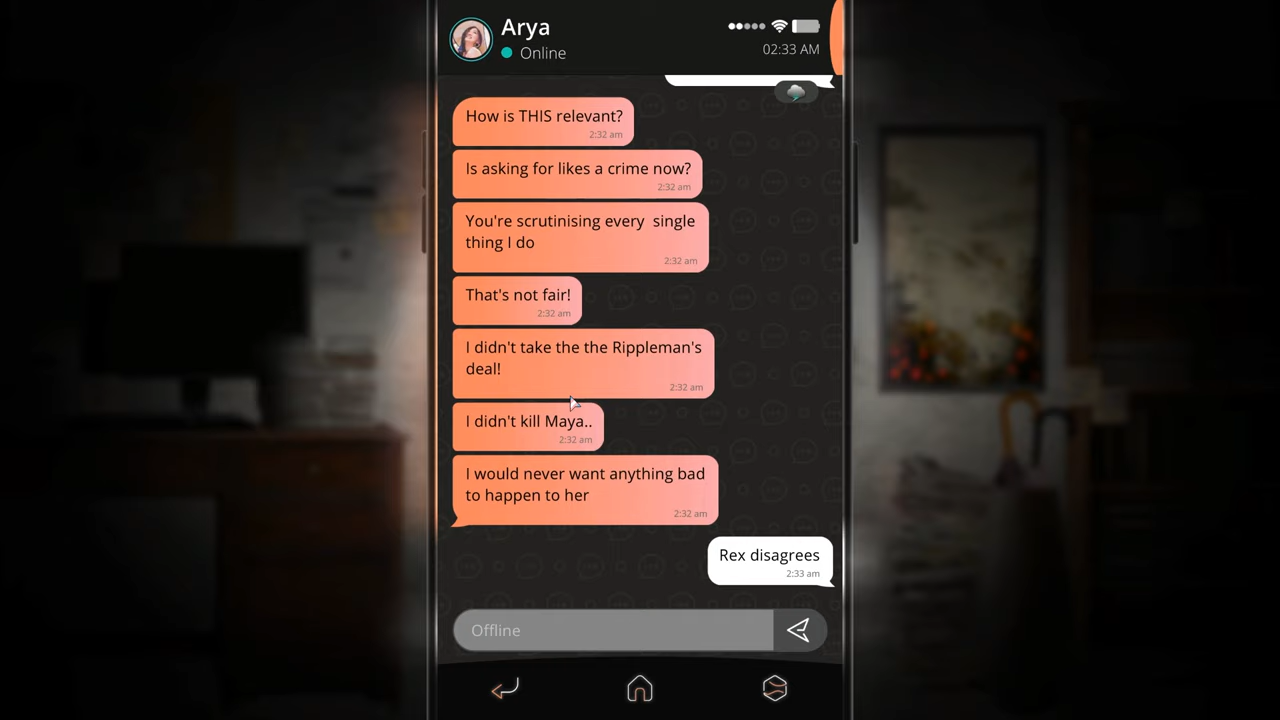 Arya
Online
02:33 AM
How is THIS relevant?
2:32 am
Is asking for likes a crime now?
2:32 am
You're scrutinising every  single
thing I do
2:32 am
That's not fair!
2:32 am
I didn't take the the Rippleman's
deal!
2:32 am
I didn't kill Maya..
2:32 am
I would never want anything bad
to happen to her
2:32 am
Rex disagrees
2:33 am
Offline